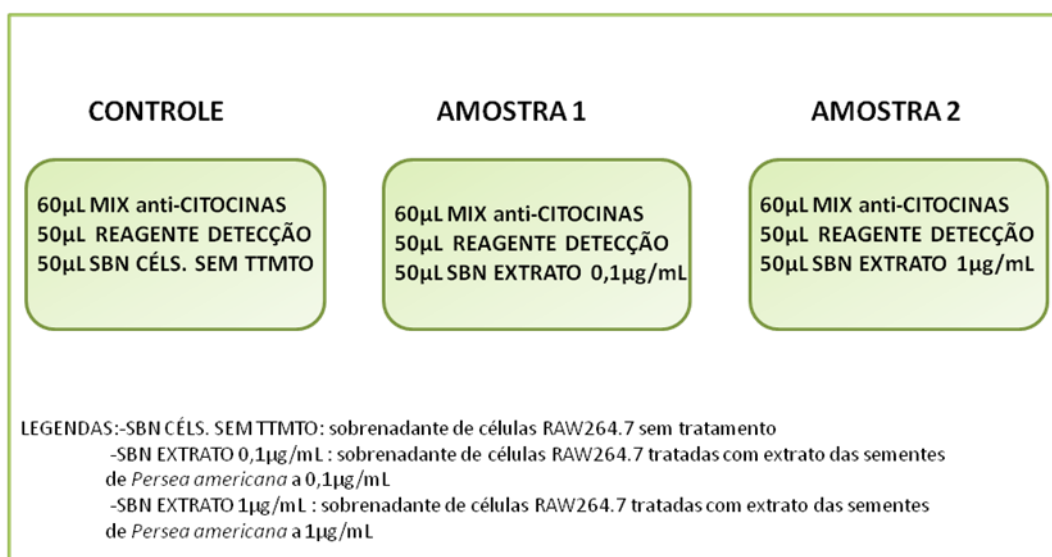 CONTROLE
AMOSTRA 1
AMOSTRA 2
60µL MIX anti-CITOCINAS
50µL REAGENTE DETECÇÃO
50µL SBN CÉLS. SEM TTMTO
60µL MIX anti-CITOCINAS
50µL REAGENTE DETECÇÃO
50µL SBN EXTRATO 0,1µg/mL
60µL MIX anti-CITOCINAS
50µL REAGENTE DETECÇÃO
50µL SBN EXTRATO 1µg/mL
LEGENDAS:-SBN CÉLS. SEM TTMTO: sobrenadante de células RAW264.7 sem tratamento
-SBN EXTRATO 0,1µg/mL : sobrenadante de células RAW264.7 tratadas com extrato das sementes
de Persea americana a 0,1µg/mL
-SBN EXTRATO 1µg/mL : sobrenadante de células RAW264.7 tratadas com extrato das sementes
de Persea americana a 1µg/mL